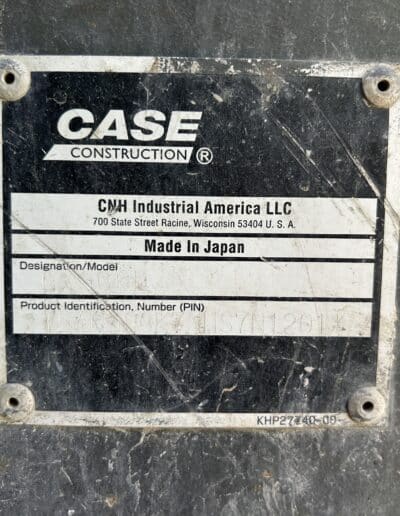 CASE
CONSTRUCTION ®
CNH Industrial America LLC
700 State Street Racine, Wisconsin 53404 U. S. A.
Made In Japan
Designation/Model
Product Identification, Number (PIN)